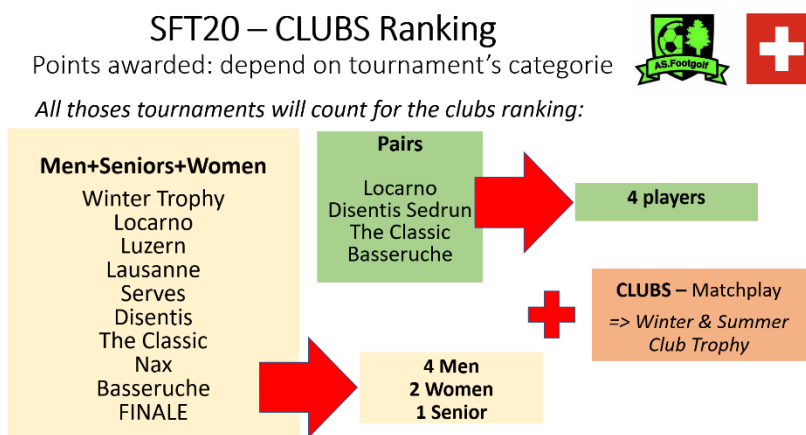 SFT20 – CLUBS Ranking
Points awarded: depend on tournament's categorie
AS.Footgolf
All thoses tournaments will count for the clubs ranking:
Men+Seniors+Women
Winter Trophy
Locarno
Luzern
Lausanne
Serves
Disentis
The Classic
Nax
Basseruche
FINALE
Pairs
Locarno
Disentis Sedrun
The Classic
Basseruche
4 players
CLUBS – Matchplay
=> Winter & Summer
Club Trophy
4 Men
2 Women
1 Senior